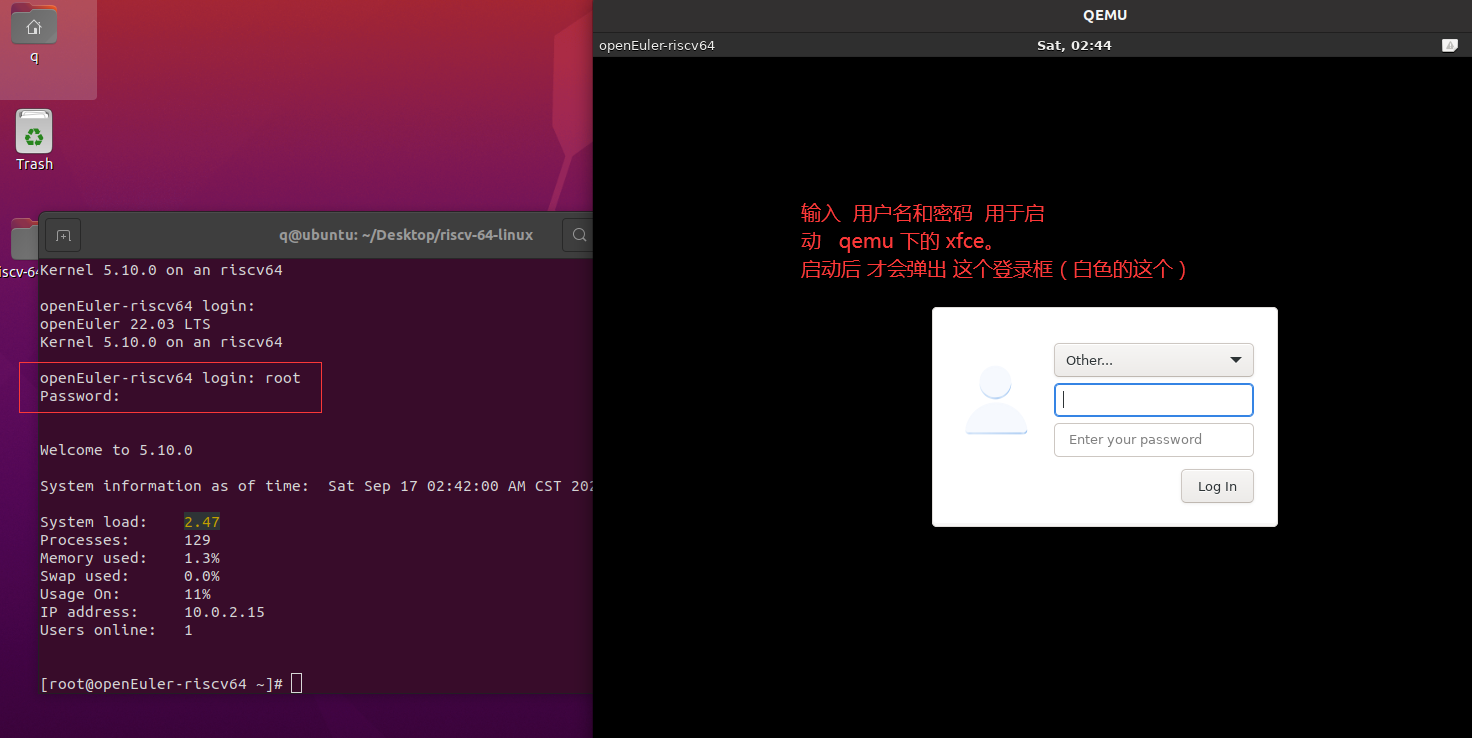 q
Trash
riscv-64
q@ubuntu: ~/Desktop/riscv-64-linux
Kernel 5.10.0 on an riscv64
openEuler-riscv64 login:
openEuler 22.03 LTS
Kernel 5.10.0 on an riscv64
openEuler-riscv64 login: root
Password:
Welcome to 5.10.0
System information as of time:  Sat Sep 17 02:42:00 AM CST 202
System load:    2.47
Processes:      129
Memory used:    1.3%
Swap used:      0.0%
Usage On:       11%
IP address:     10.0.2.15
Users online:   1
[root@openEuler-riscv64 ~]#
QEMU
openEuler-riscv64
Sat, 02:44
输入  用户名和密码  用于启
动   qemu 下的 xfce。
启动后 才会弹出 这个登录框（白色的这个）
Other...
Enter your password
Log In